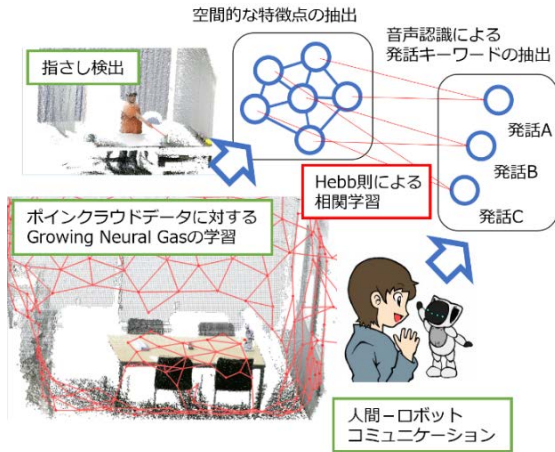 空間的な特徴点の抽出
音声認識による
発話キーワードの抽出
指さし検出
発話A
発話B
発話C
Hebb則による
相関学習
ポインクラウドデータに対する
Growing Neural Gasの学習
人間－ロボット
コミュニケーション